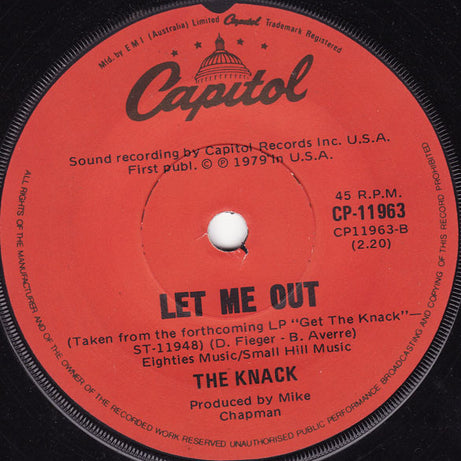 Mfd. by E M I (Australia) Limited Capitol Trademark Registered
Capitol
Sound recording by Capitol Records Inc. U.S.A.
First publ. © ℗ 1979 in U.S.A.
45 R.P.M.
CP-11963
CP11963-B
(2.20)
LET ME OUT
(Taken from the forthcoming LP "Get The Knack"—
ST-11948) (D. Fieger - B. Averre)
Eighties Music/Small Hill Music
THE KNACK
Produced by Mike
Chapman
ALL RIGHTS OF THE MANUFACTURER AND OF THE OWNER OF THE RECORDED WORK RESERVED UNAUTHORISED PUBLIC PERFORMANCE BROADCASTING AND COPYING OF THIS RECORD PROHIBITED